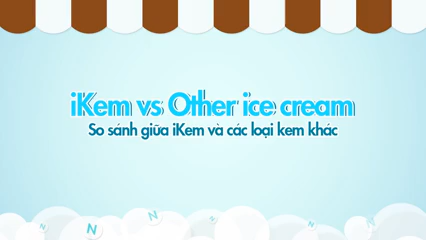 iKem vs Other ice cream
So sánh giữa iKem và các loại kem khác
N
N
N
N